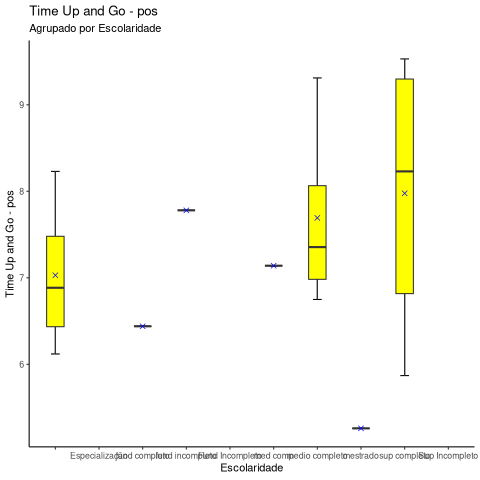 Time Up and Go - pos
Agrupado por Escolaridade
Time Up and Go - pos
9
8
7
6
Especialização fund completo fund incompleto Fund Incompleto med comp medio completo mestrado sup completo Sup Incompleto
Escolaridade